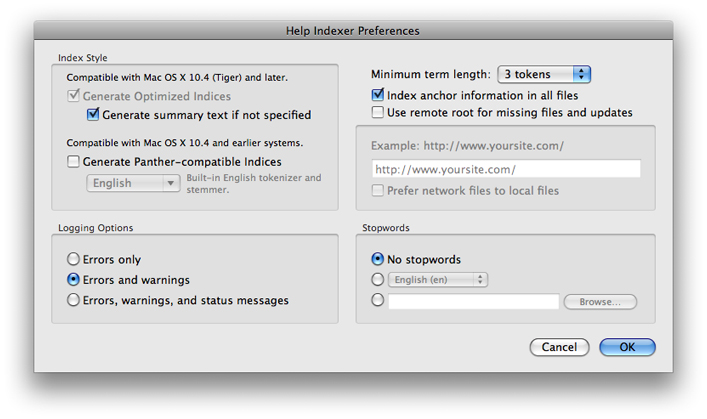 Help Indexer Preferences
Index Style
Compatible with Mac OS X 10.4 (Tiger) and later.
Generate Optimized Indices
Generate summary text if not specified
Compatible with Mac OS X 10.4 and earlier systems.
Generate Panther-compatible Indices
English
Built-in English tokenizer and
stemmer.
Minimum term length:
3 tokens
Index anchor information in all files
Use remote root for missing files and updates
Example: http://www.yoursite.com/
http://www.yoursite.com/
Prefer network files to local files
Logging Options
Errors only
Errors and warnings
Errors, warnings, and status messages
Stopwords
No stopwords
English (en)
Browse...
Cancel
OK